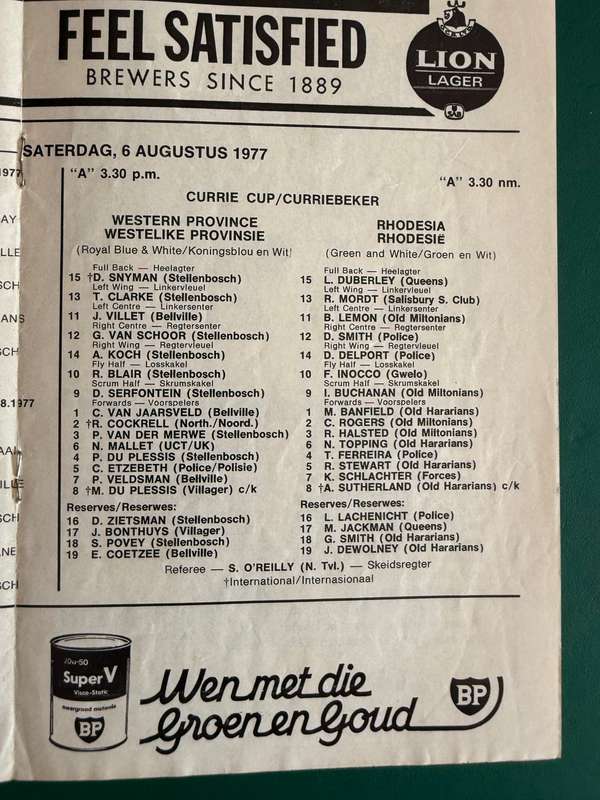 FEEL SATISFIED
BREWERS SINCE 1889
LION
LAGER
SAB
SATERDAG, 6 AUGUSTUS 1977
"A" 3.30 p.m.
"A" 3.30 nm.
CURRIE CUP/CURRIEBEKER
WESTERN PROVINCE
WESTELIKE PROVINSIE
(Royal Blue & White/Koningsblou en Wit)
Full Back — Heelagter
15 †D. SNYMAN (Stellenbosch)
Left Wing — Linkervleuel
13 T. CLARKE (Stellenbosch)
Left Centre — Linkersenter
11 J. VILLET (Bellville)
Right Centre — Regtersenter
12 G. VAN SCHOOR (Stellenbosch)
Right Wing — Regtervleuel
14 A. KOCH (Stellenbosch)
Fly Half — Losskakel
10 R. BLAIR (Stellenbosch)
Scrum Half — Skrumskakel
9 D. SERFONTEIN (Stellenbosch)
Forwards — Voorspelers
1 C. VAN JAARSVELD (Bellville)
2 †R. COCKRELL (North./Noord.)
3 P. VAN DER MERWE (Stellenbosch)
6 N. MALLET (UCT/UK)
4 P. DU PLESSIS (Stellenbosch)
5 C. ETZEBETH (Police/Polisie)
7 P. VELDSMAN (Bellville)
8 †M. DU PLESSIS (Villager) c/k
Reserves/Reserwes:
16 D. ZIETSMAN (Stellenbosch)
17 J. BONTHUYS (Villager)
18 S. POVEY (Stellenbosch)
19 E. COETZEE (Bellville)
RHODESIA
RHODESIË
(Green and White/Groen en Wit)
Full Back — Heelagter
15 L. DUBERLEY (Queens)
Left Wing — Linkervleuel
13 R. MORDT (Salisbury S. Club)
Left Centre — Linkersenter
11 B. LEMON (Old Miltonians)
Right Centre — Regtersenter
12 D. SMITH (Police)
Right Wing — Regtervleuel
14 D. DELPORT (Police)
Fly Half — Losskakel
10 F. INOCCO (Gwelo)
Scrum Half — Skrumskakel
9 I. BUCHANAN (Old Miltonians)
Forwards — Voorspelers
1 M. BANFIELD (Old Hararians)
2 C. ROGERS (Old Miltonians)
3 R. HALSTED (Old Miltonians)
6 N. TOPPING (Old Hararians)
4 T. FERREIRA (Police)
5 R. STEWART (Old Hararians)
7 K. SCHLACHTER (Forces)
8 †A. SUTHERLAND (Old Hararians) c/k
Reserves/Reserwes:
16 L. LACHENICHT (Police)
17 M. JACKMAN (Queens)
18 G. SMITH (Old Hararians)
19 J. DEWOLNEY (Old Hararians)
Referee — S. O'REILLY (N. Tvl.) — Skeidsregter
†International/Internasionaal
20w-50
Super V
Visco-Static
BP
Wen met die
Groen en Goud
BP